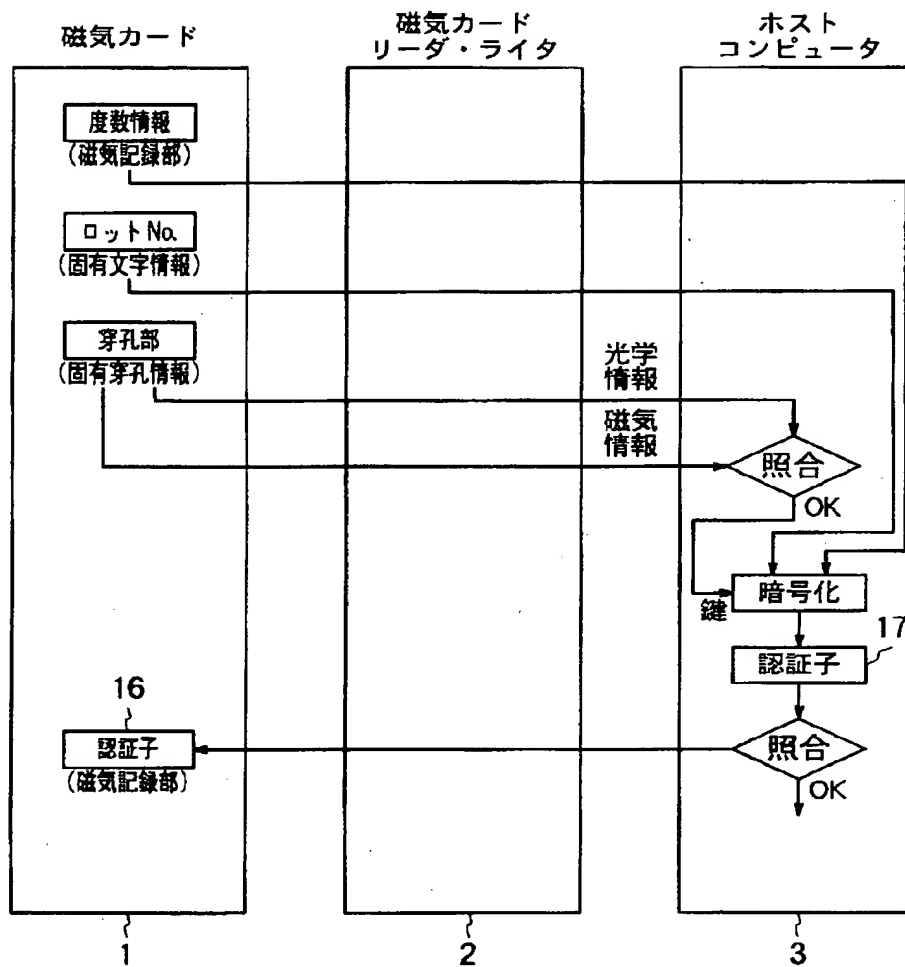 磁気カード
磁気カード
リーダ・ライタ
ホスト
コンピュータ
度数情報
(磁気記録部)
ロットNo.
(固有文字情報)
穿孔部
(固有穿孔情報)
光学
情報
磁気
情報
照合
OK
鍵
暗号化
17
認証子
16
認証子
(磁気記録部)
照合
OK
1
2
3